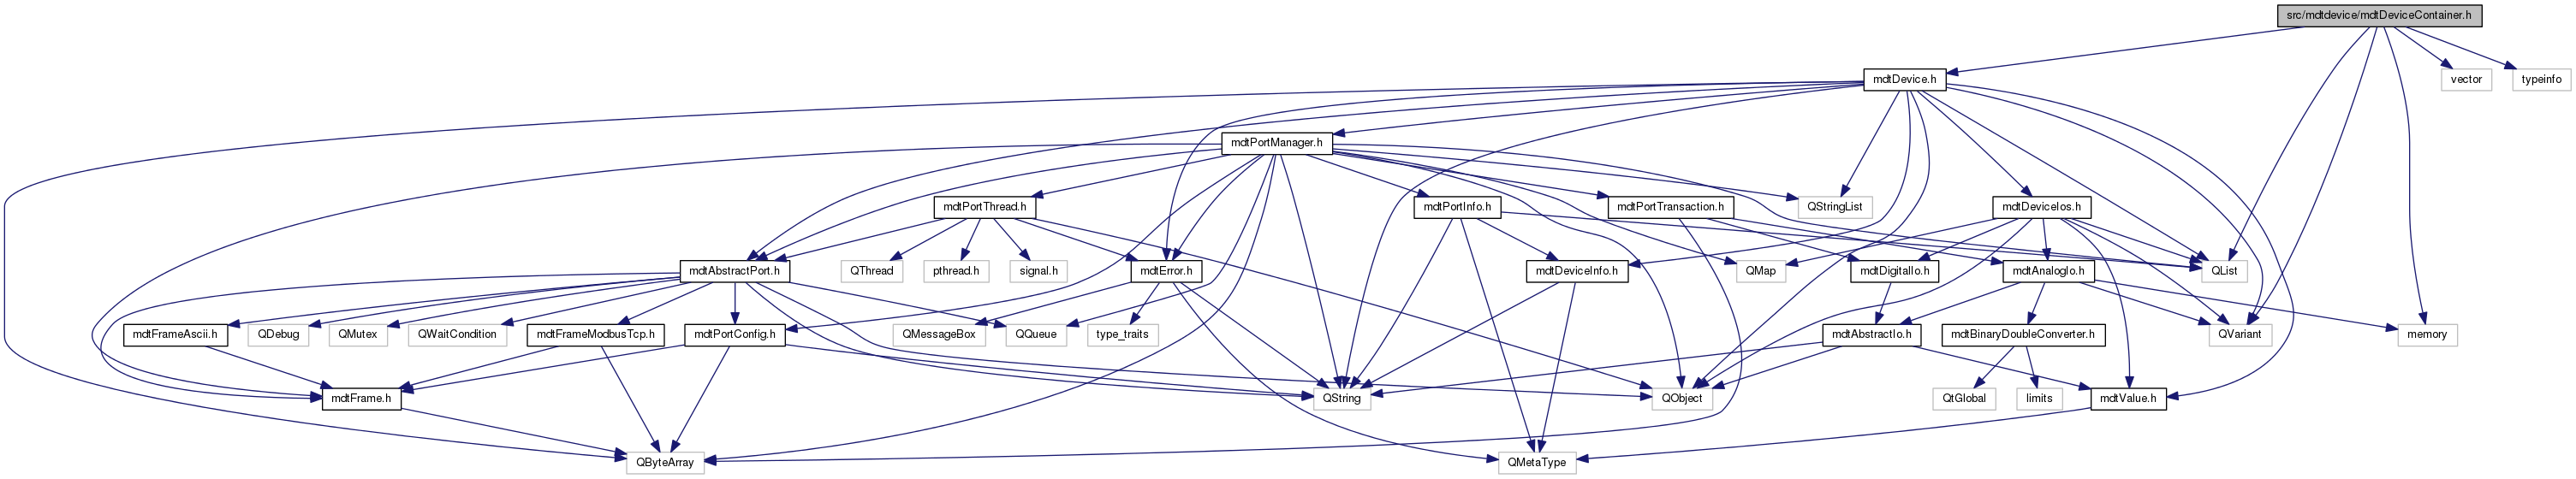 src/mdtdevice/mdtDeviceContainer.h
mdtDevice.h
vector
typeinfo
mdtPortManager.h
mdtPortThread.h
mdtPortInfo.h
mdtPortTransaction.h
QStringList
mdtDeviceIos.h
mdtAbstractPort.h
QThread
pthread.h
signal.h
mdtError.h
mdtDeviceInfo.h
QMap
mdtDigitalIo.h
mdtAnalogIo.h
QList
mdtFrameAscii.h
QDebug
QMutex
QWaitCondition
mdtFrameModbusTcp.h
mdtPortConfig.h
QMessageBox
QQueue
type_traits
mdtAbstractIo.h
mdtBinaryDoubleConverter.h
QVariant
memory
mdtFrame.h
QString
QObject
QtGlobal
limits
mdtValue.h
QByteArray
QMetaType